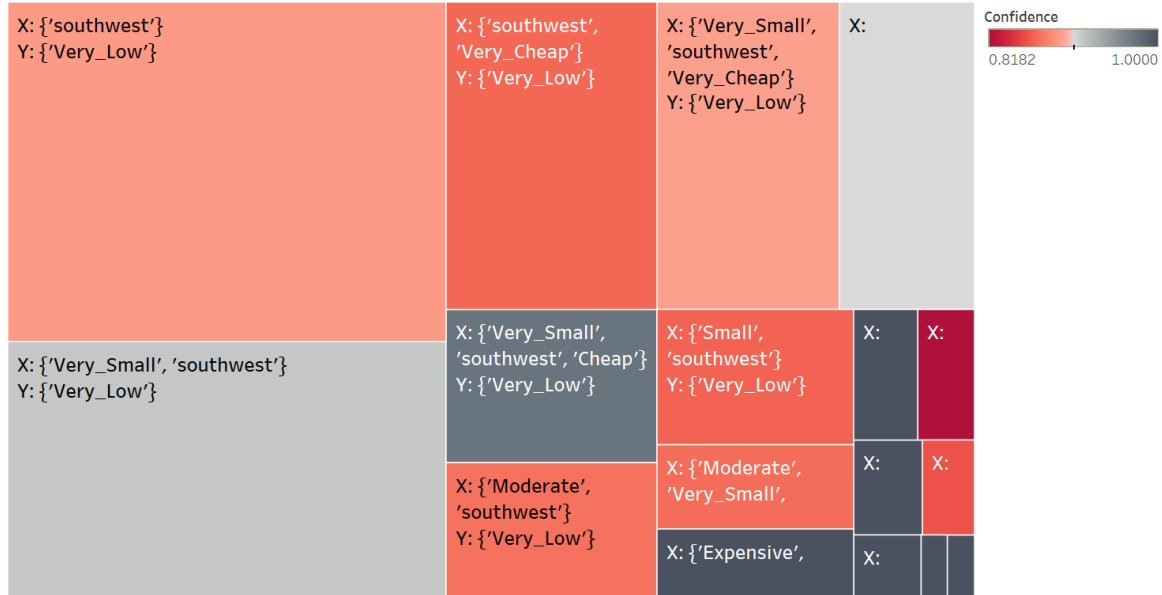 X: {’southwest’}
Y: {’Very_Low’}
X: {’Very_Small’, ’southwest’}
Y: {’Very_Low’}
X: {’southwest’,
’Very_Cheap’}
Y: {’Very_Low’}
X: {’Very_Small’,
’southwest’, ’Cheap’}
Y: {’Very_Low’}
X: {’Moderate’,
’southwest’}
Y: {’Very_Low’}
X: {’Very_Small’,
’southwest’,
’Very_Cheap’}
Y: {’Very_Low’}
X:
X: {’Small’,
’southwest’}
Y: {’Very_Low’}
X: {’Moderate’,
’Very_Small’,
X: {’Expensive’,
X:
X:
X:
X:
X:
Confidence
0.8182 1.0000